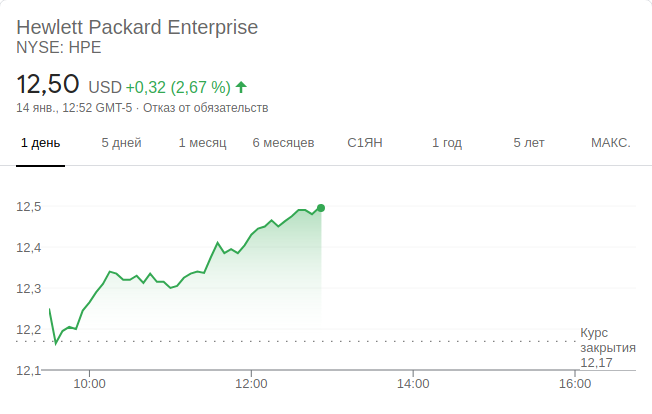 Hewlett Packard Enterprise
NYSE: HPE
12,50 USD +0,32 (2,67 %)
14 янв., 12:52 GMT-5 · Отказ от обязательств
1 день 5 дней 1 месяц 6 месяцев С1ЯН 1 год 5 лет МАКС.
12,5
12,4
12,3
12,2
Курс
закрытия
12,17
12,1
10:00 12:00 14:00 16:00